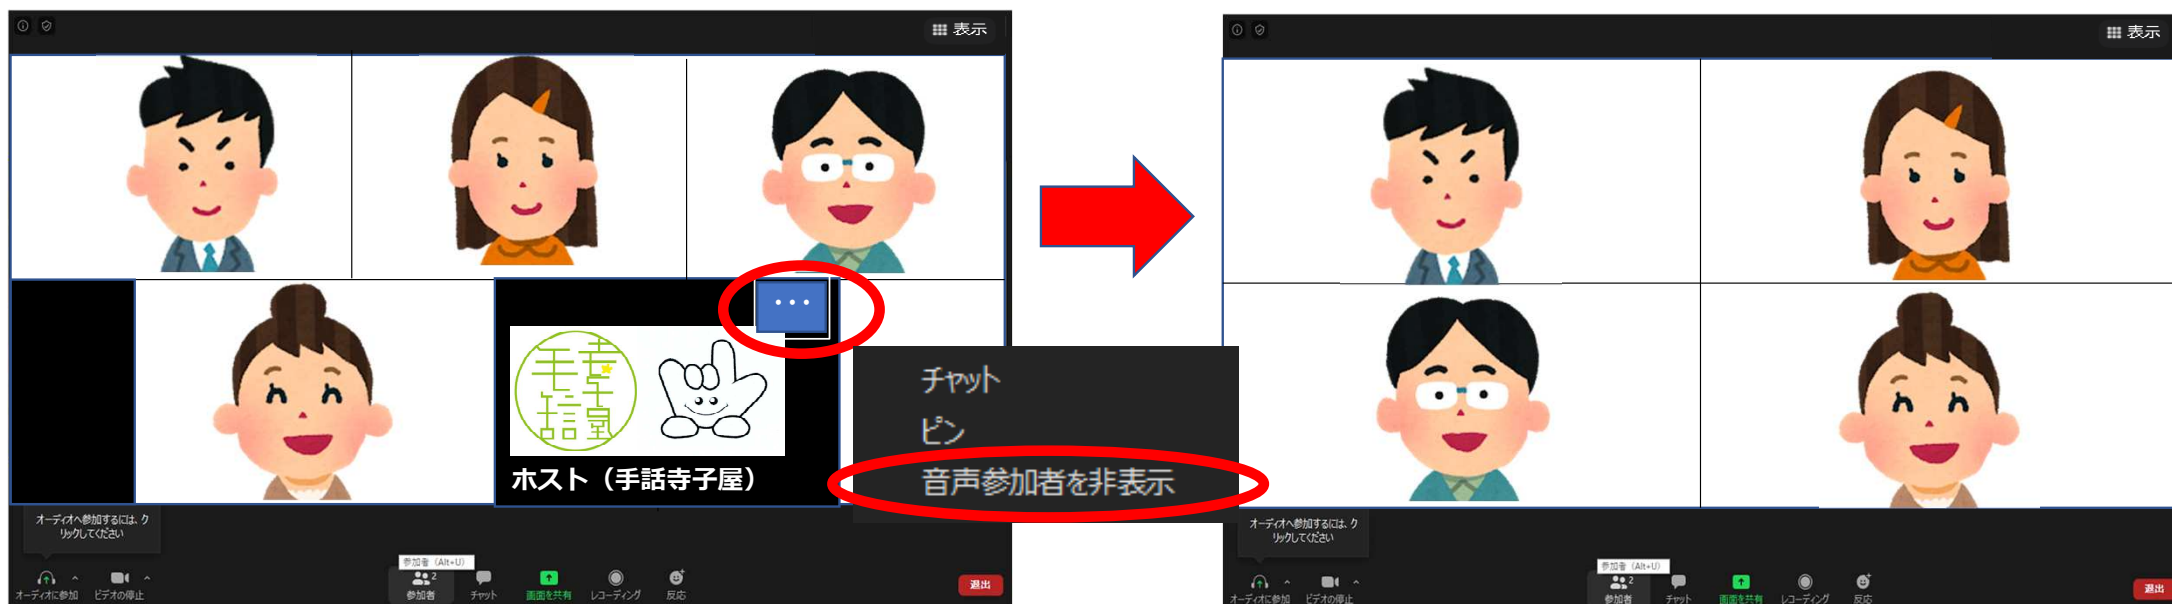 表示
...
手話寺子屋
ホスト（手話寺子屋）
チャット
ピン
音声参加者を非表示
オーディオへ参加するには、ク
リックしてください
参加者（Alt+U）
2
オーディオに参加
ビデオの停止
参加者
チャット
画面を共有
レコーディング
反応
退出
表示
オーディオへ参加するには、ク
リックしてください
参加者（Alt+U）
2
オーディオに参加
ビデオの停止
参加者
チャット
画面を共有
レコーディング
反応
退出